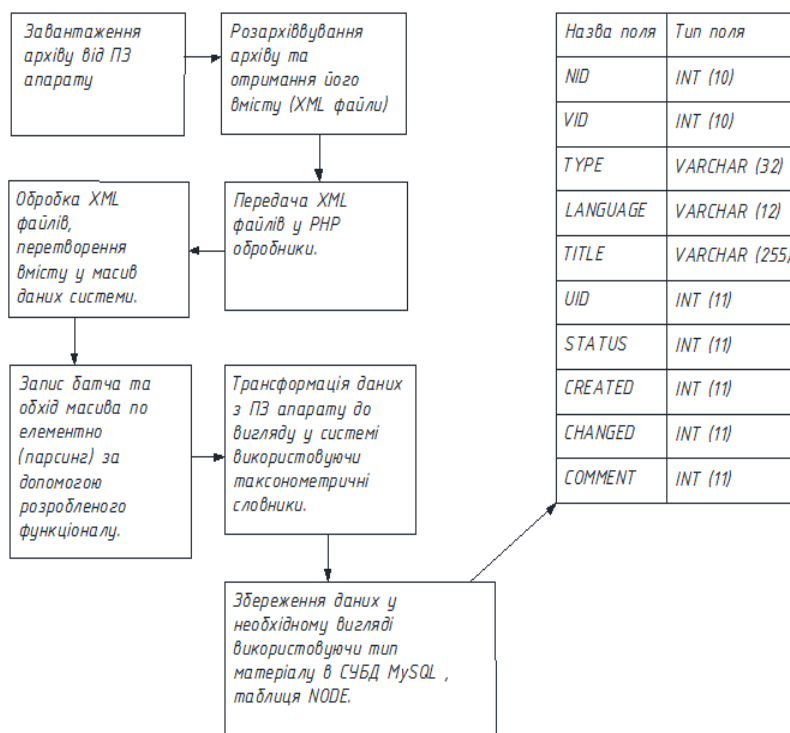 Завантаження
архіву від ПЗ
апарату
Розархіввування
архіву та
отримання його
вмісту (XML файли)
Обробка XML
файлів,
перетворення
вмісту у масив
даних системи.
Передача XML
файлів у PHP
обробники.
Запис батча та
обхід масива по
елементно
(парсинг) за
допомогою
розробленого
функціоналу.
Трансформація даних
з ПЗ апарату до
вигляду у системі
використовуючи
таксонометричні
словники.
Збереження даних у
необхідному вигляді
використовуючи тип
матеріалу в СУБД MySQL ,
таблиця NODE.
Назва поля Тип поля
NID INT (10)
VID INT (10)
TYPE VARCHAR (32)
LANGUAGE VARCHAR (12)
TITLE VARCHAR (255)
UID INT (11)
STATUS INT (11)
CREATED INT (11)
CHANGED INT (11)
COMMENT INT (11)